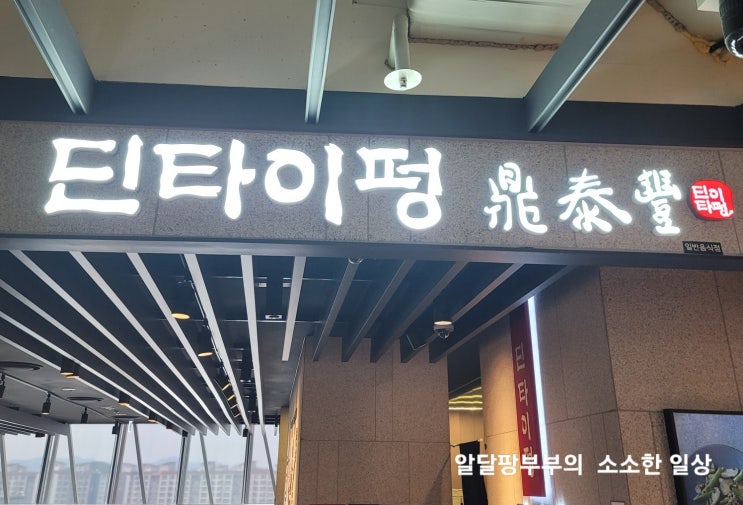 딘타이펑 鼎泰豐 딘이
타펑
일반음식점
딘타이펑
알달팡부부의 소소한 일상